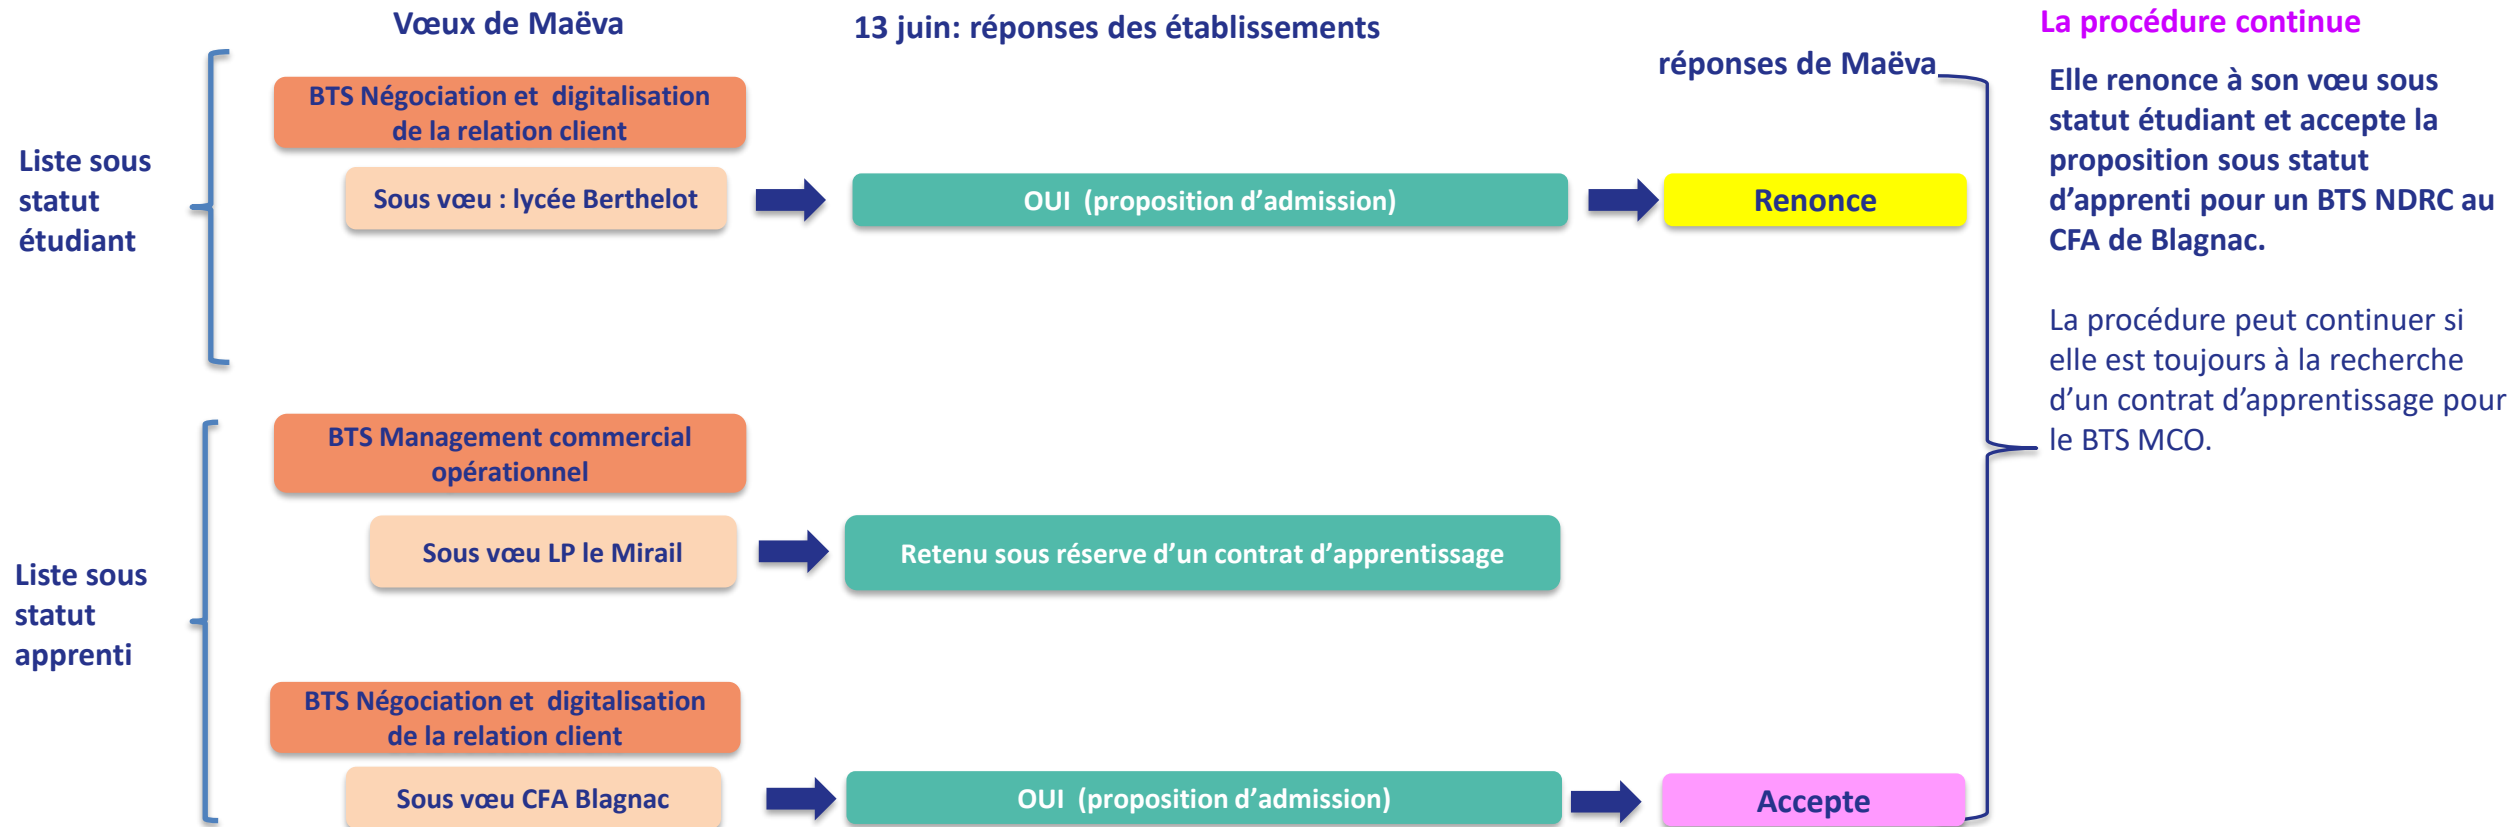 Vœux de Maëva
13 juin: réponses des établissements
réponses de Maëva
La procédure continue
Liste sous
statut
étudiant
BTS Négociation et digitalisation
de la relation client
Sous vœu : lycée Berthelot
OUI (proposition d’admission)
Renonce
Elle renonce à son vœu sous
statut étudiant et accepte la
proposition sous statut
d’apprenti pour un BTS NDRC au
CFA de Blagnac.
La procédure peut continuer si
elle est toujours à la recherche
d’un contrat d’apprentissage pour
le BTS MCO.
Liste sous
statut
apprenti
BTS Management commercial
opérationnel
Sous vœu LP le Mirail
Retenu sous réserve d’un contrat d’apprentissage
BTS Négociation et digitalisation
de la relation client
Sous vœu CFA Blagnac
OUI (proposition d’admission)
Accepte